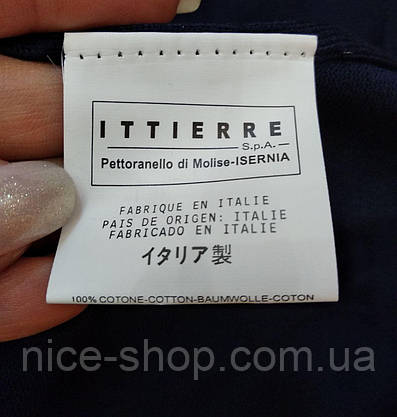 ITTIERRE
S.p.A.
Pettoranello di Molise-ISERNIA
FABRIQUE EN ITALIE
PAIS DE ORIGEN: ITALIE
FABRICADO EN ITALIE
イタリア製
100% COTONE-COTTON-BAUMWOLLE-COTON
nice-shop.com.ua